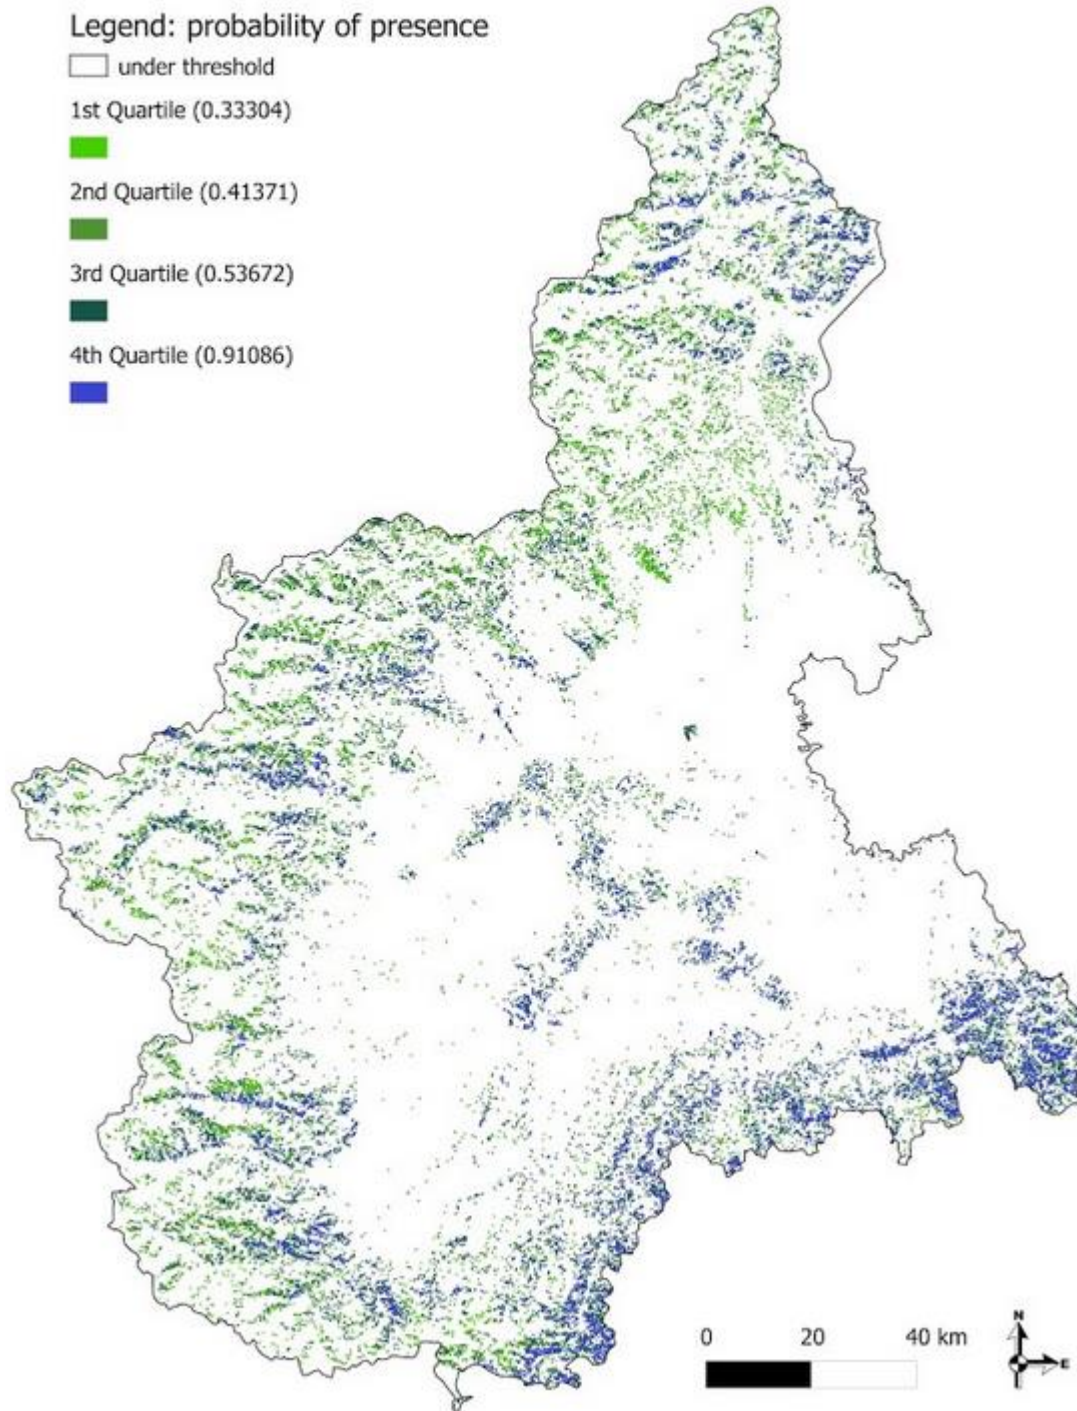 Legend: probability of presence
under threshold
1st Quartile (0.33304)
2nd Quartile (0.41371)
3rd Quartile (0.53672)
4th Quartile (0.91086)
0 20 40 km
N
E